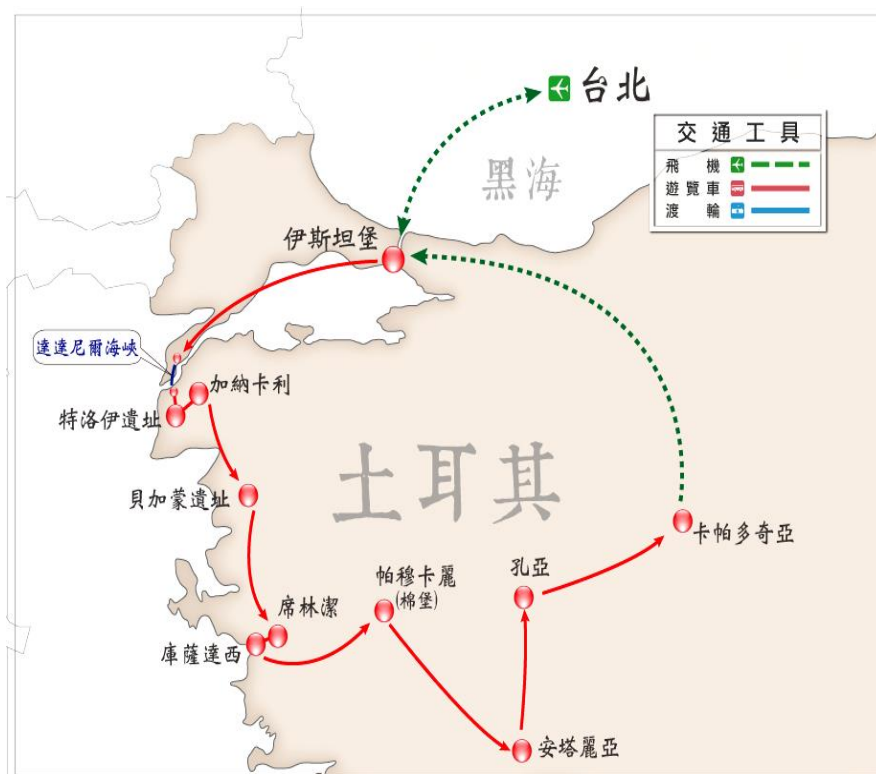 台北
交通工具
飛機
遊覽車
渡輪
黑海
伊斯坦堡
達達尼爾海峽
加納卡利
特洛伊遺址
土耳其
貝加蒙遺址
卡帕多奇亞
帕穆卡麗
(棉堡)
孔亞
席林潔
庫薩達西
安塔麗亞